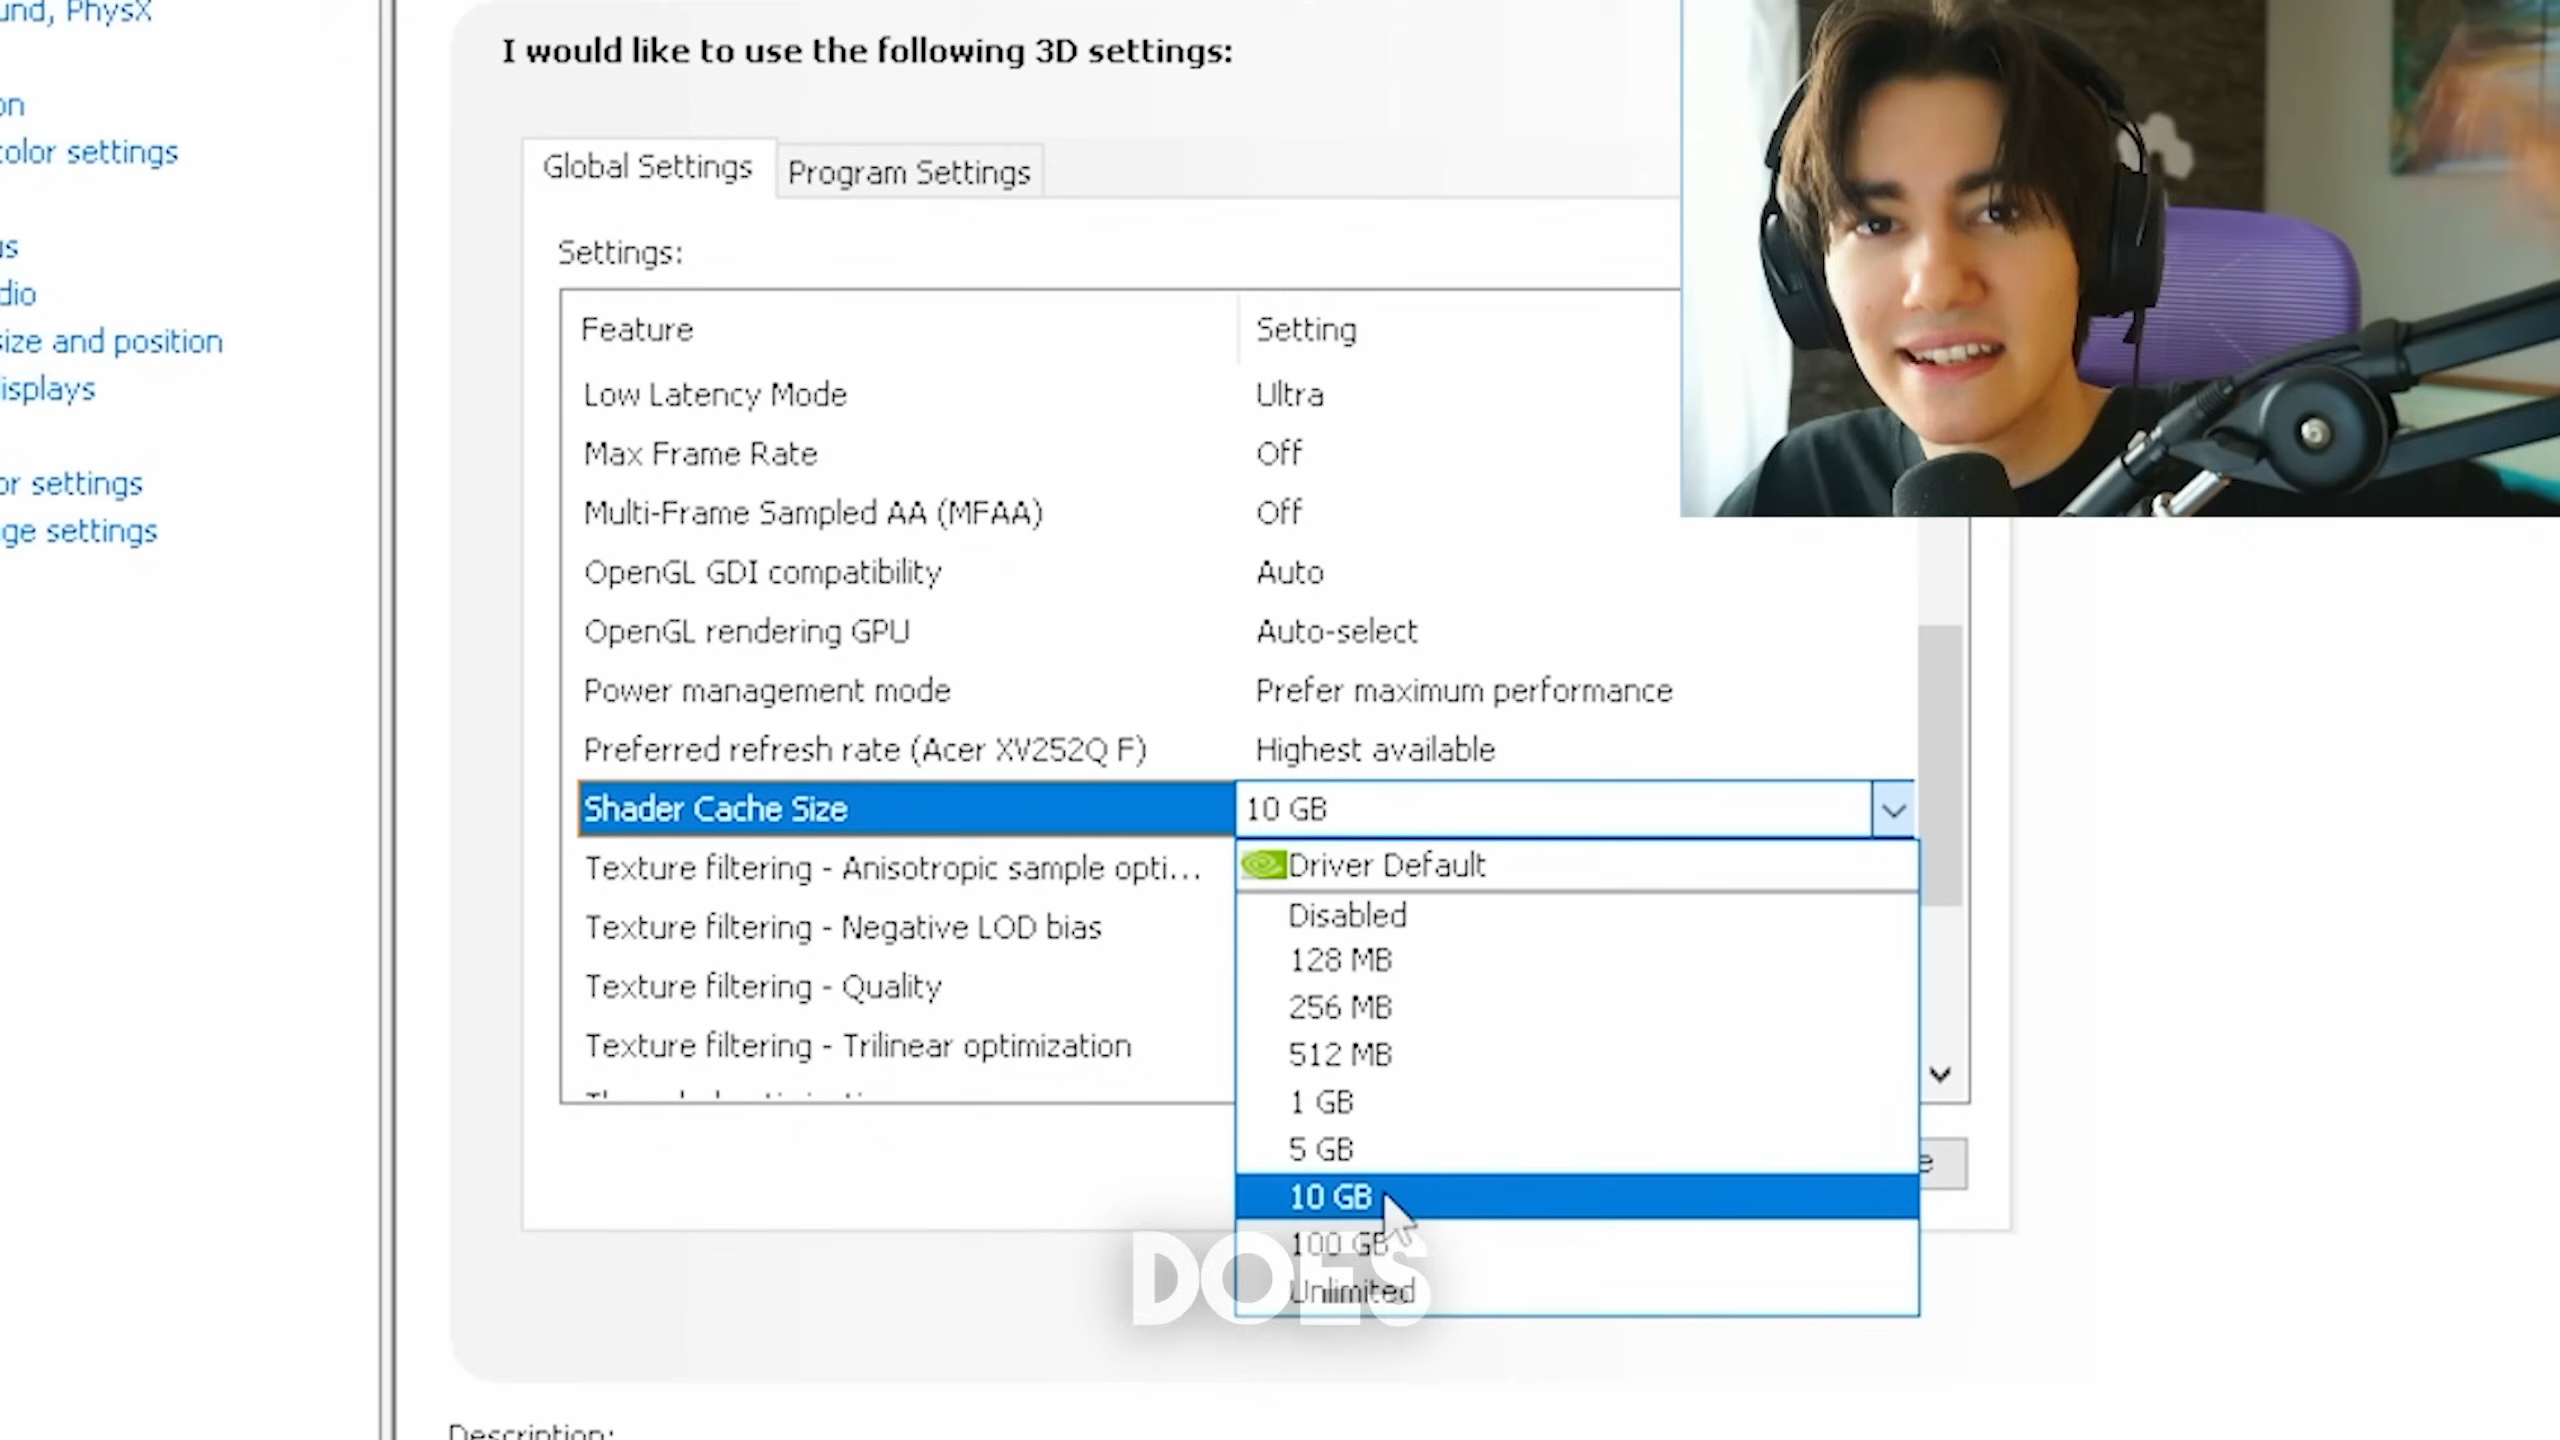 und, PhysX
on
color settings
gs
dio
size and position
displays
or settings
ge settings
I would like to use the following 3D settings:
Global Settings
Program Settings
Settings:
Feature Setting
Low Latency Mode Ultra
Max Frame Rate Off
Multi-Frame Sampled AA (MFAA) Off
OpenGL GDI compatibility Auto
OpenGL rendering GPU Auto-select
Power management mode Prefer maximum performance
Preferred refresh rate (Acer XV252Q F) Highest available
Shader Cache Size 10 GB
Texture filtering - Anisotropic sample opti...
Texture filtering - Negative LOD bias
Texture filtering - Quality
Texture filtering - Trilinear optimization
Driver Default
Disabled
128 MB
256 MB
512 MB
1 GB
5 GB
10 GB
100 GB
Unlimited
e
DOES
Description: